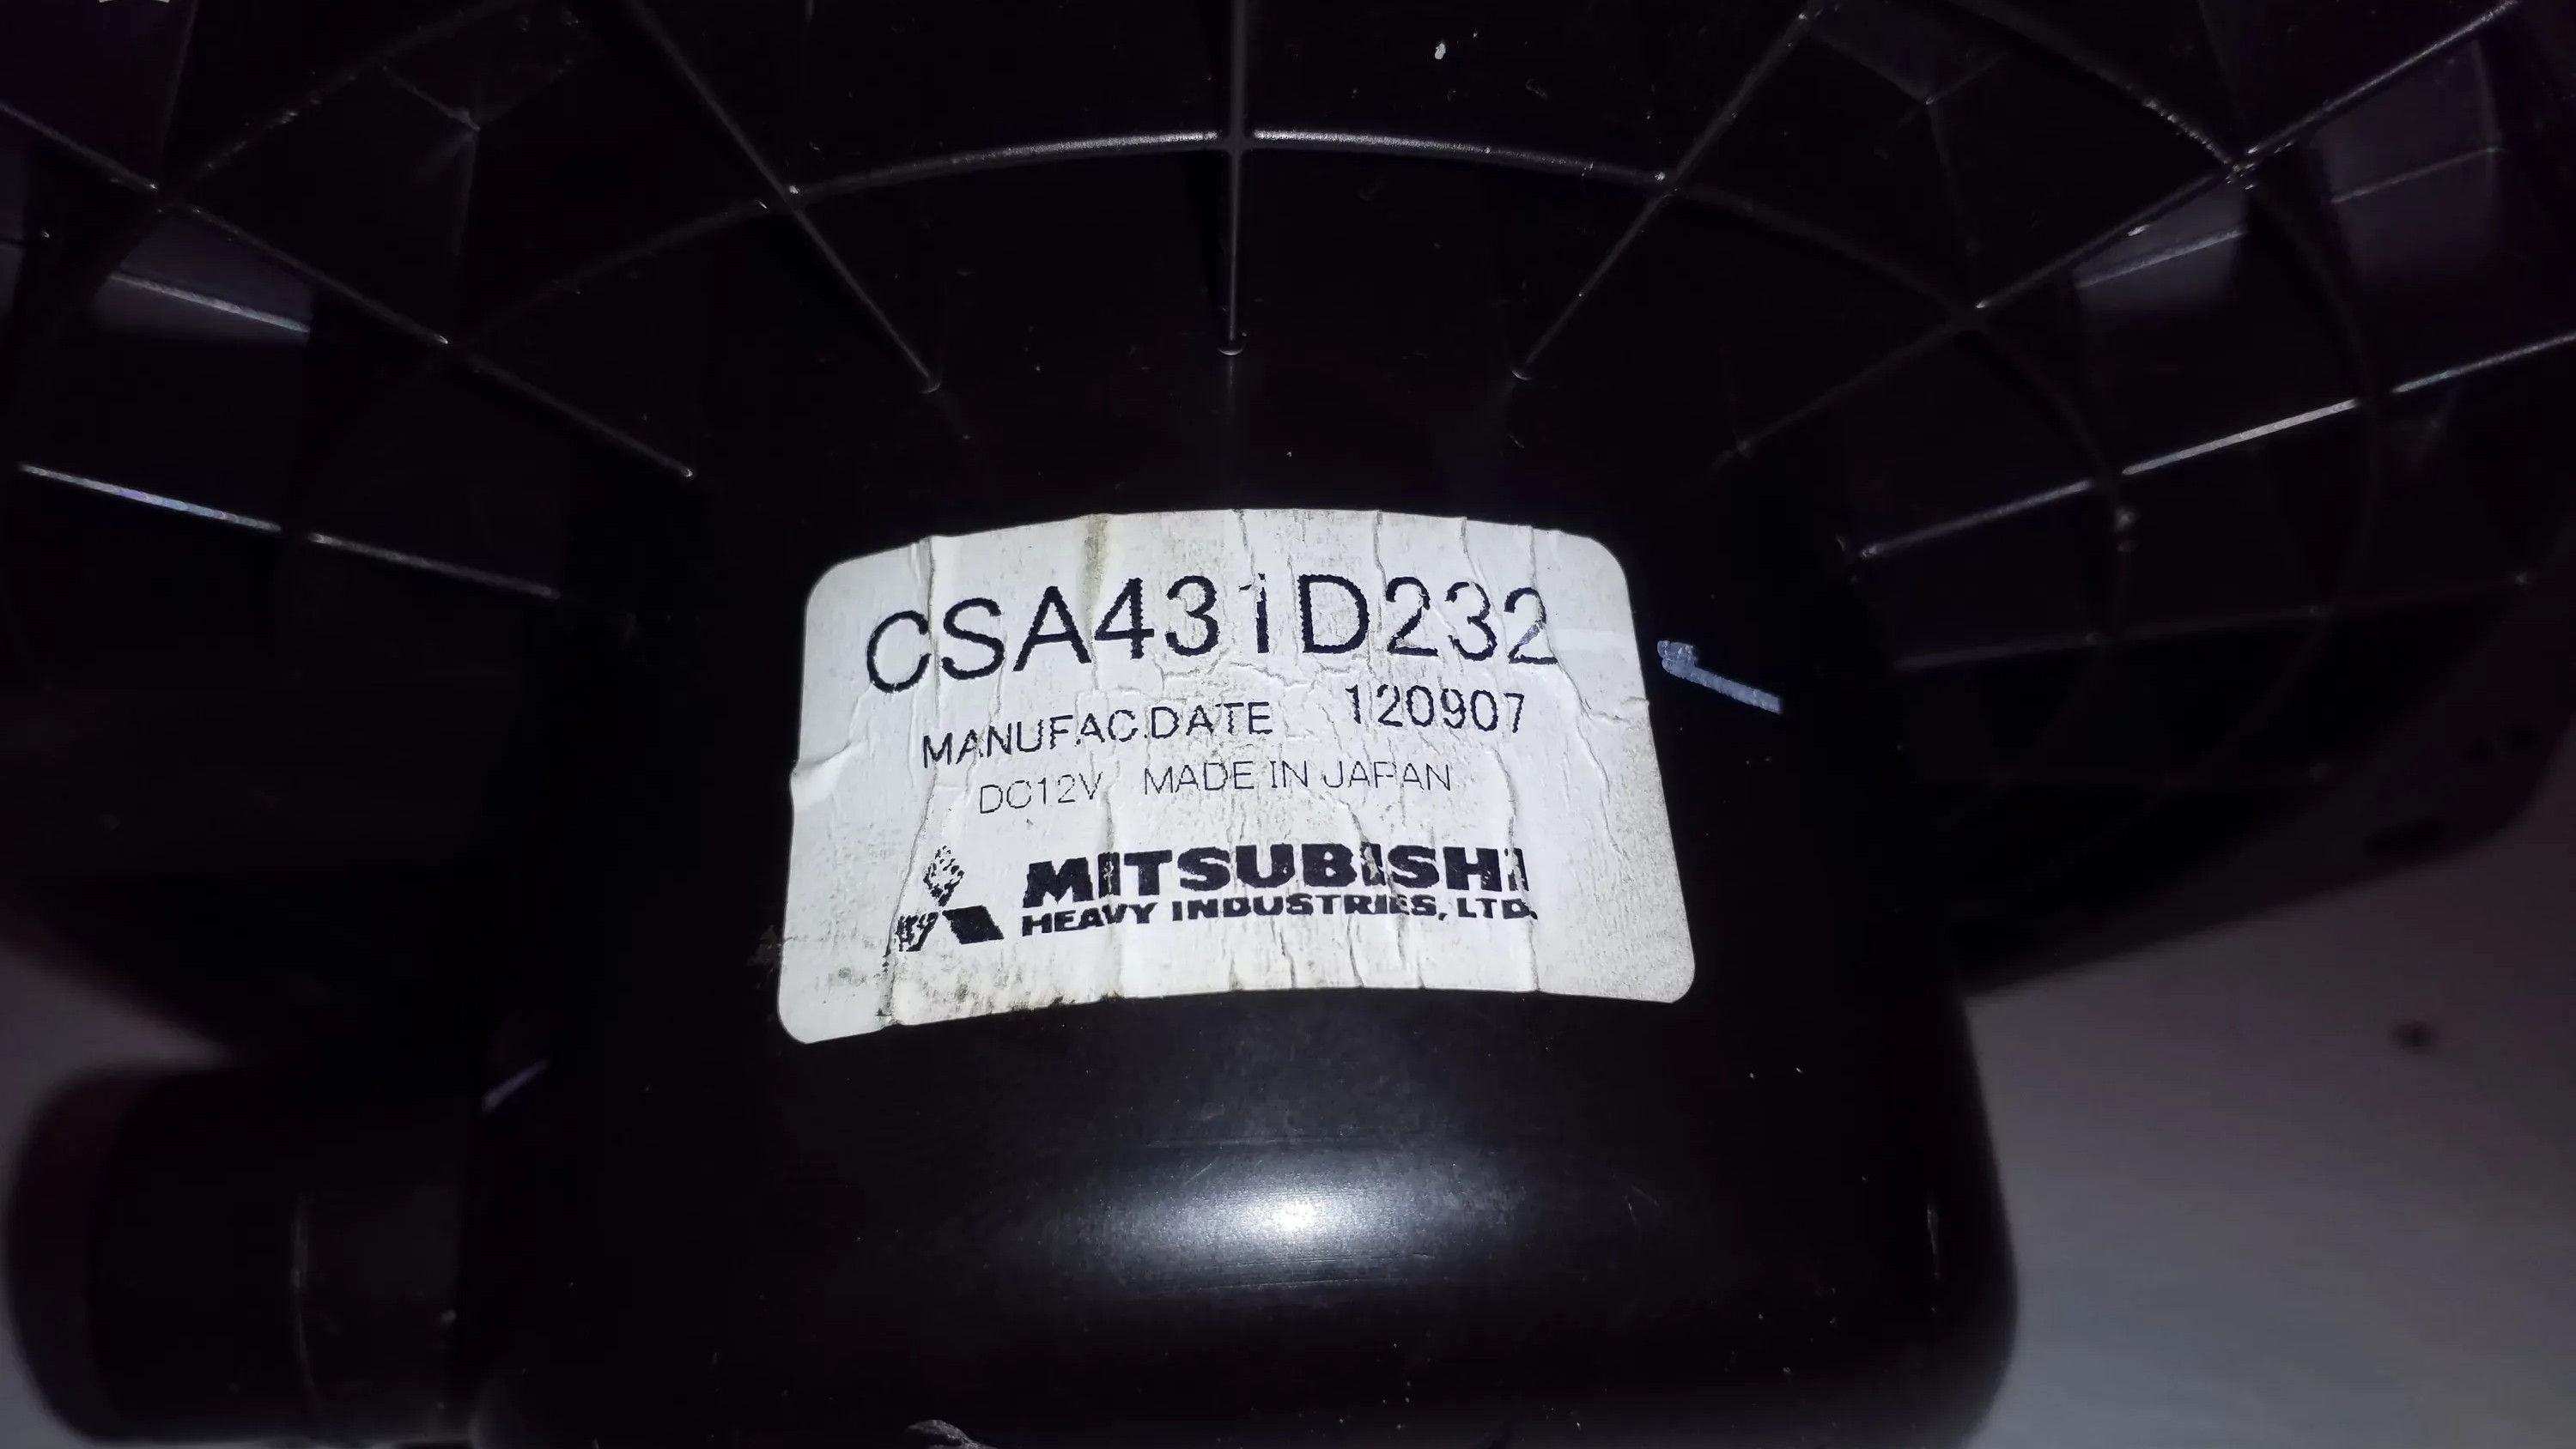 CSA431D232
MANUFAC.DATE 120907
DC12V MADE IN JAPAN
MITSUBISHI
HEAVY INDUSTRIES, LTD.